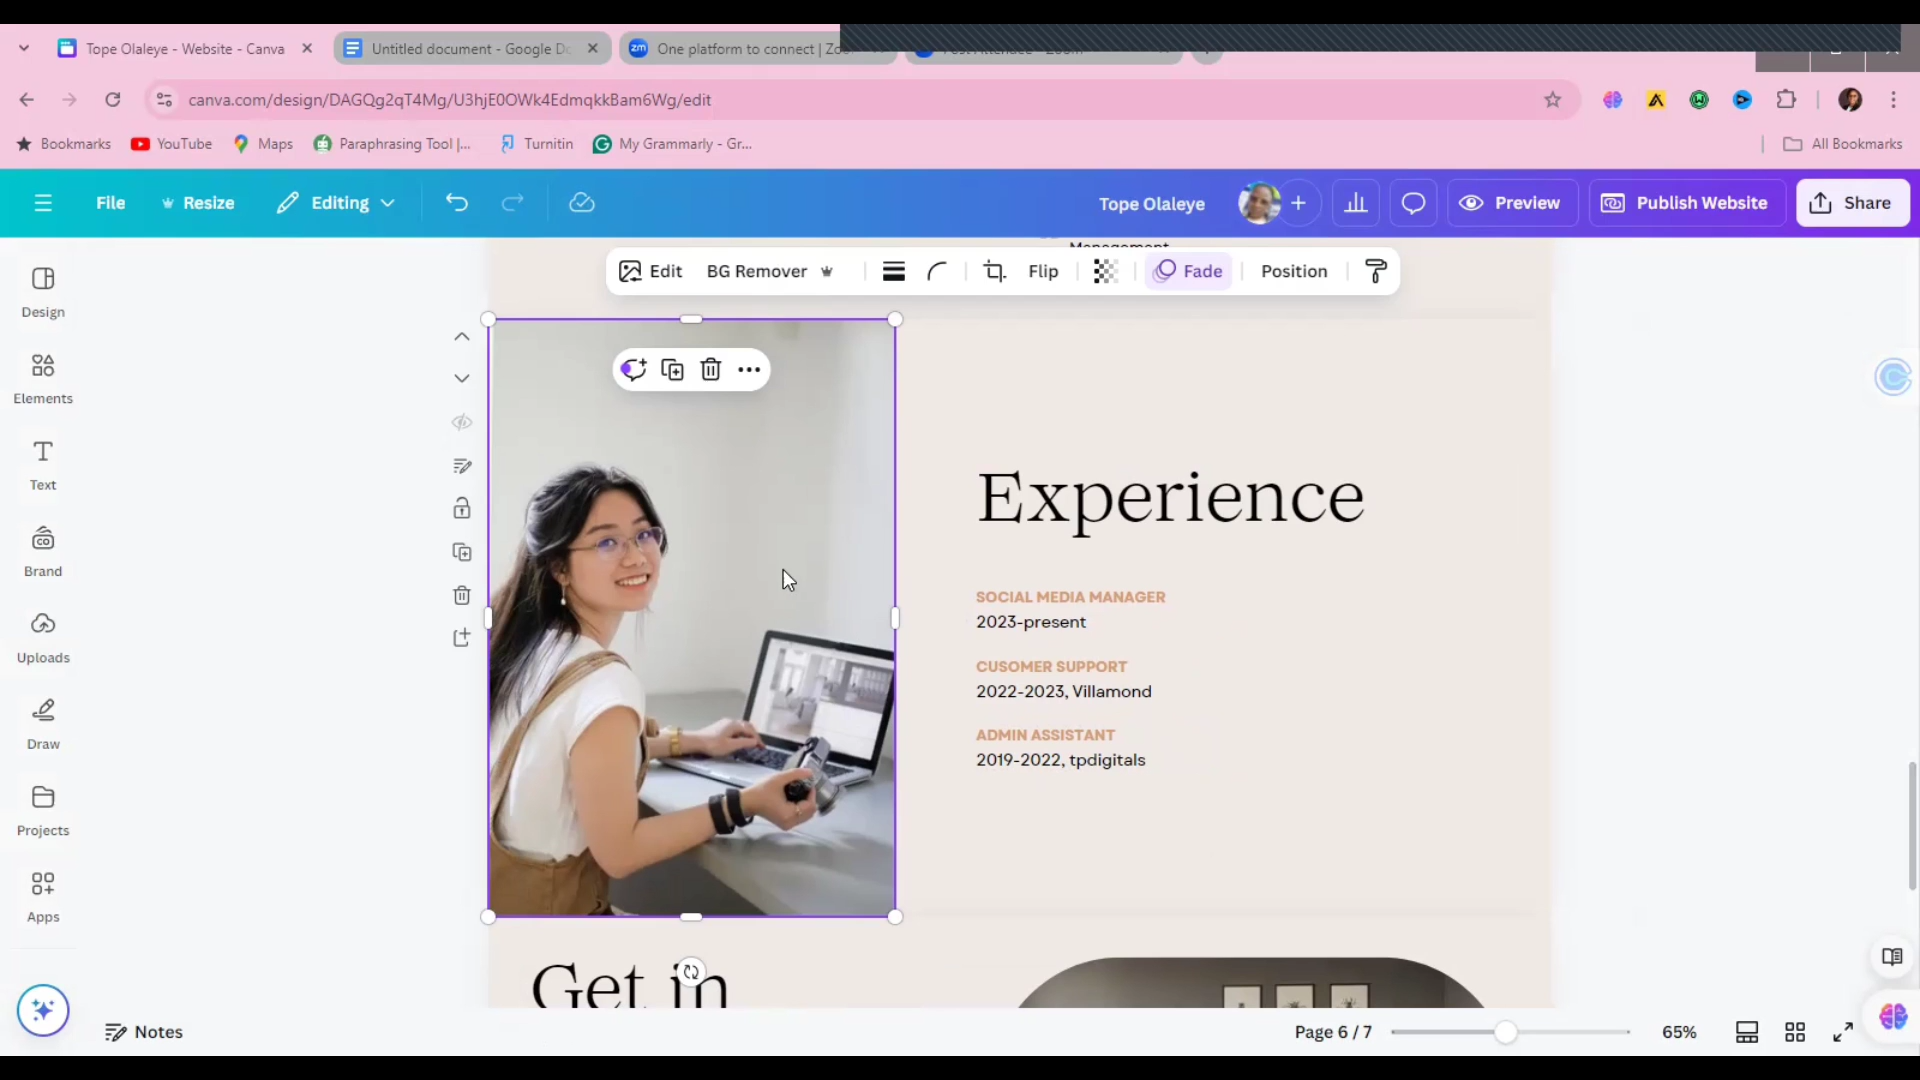 Tope Olaleye - Website - Canva
Untitled document - Google Do
zm One platform to connect | Zo
canva.com/design/DAGQg2qT4Mg/U3hjE0OWk4EdmqkkBam6Wg/edit
Bookmarks YouTube Maps Paraphrasing Tool |... Turnitin My Grammarly - Gr... All Bookmarks
File Resize Editing Tope Olaleye Preview Publish Website Share
Management
Edit BG Remover Flip Fade Position
Design
Elements
Text
Brand
Uploads
Draw
Projects
Apps
Experience
SOCIAL MEDIA MANAGER
2023-present
CUSOMER SUPPORT
2022-2023, Villamond
ADMIN ASSISTANT
2019-2022, tpdigitals
Get in
Notes
Page 6 / 7
65%